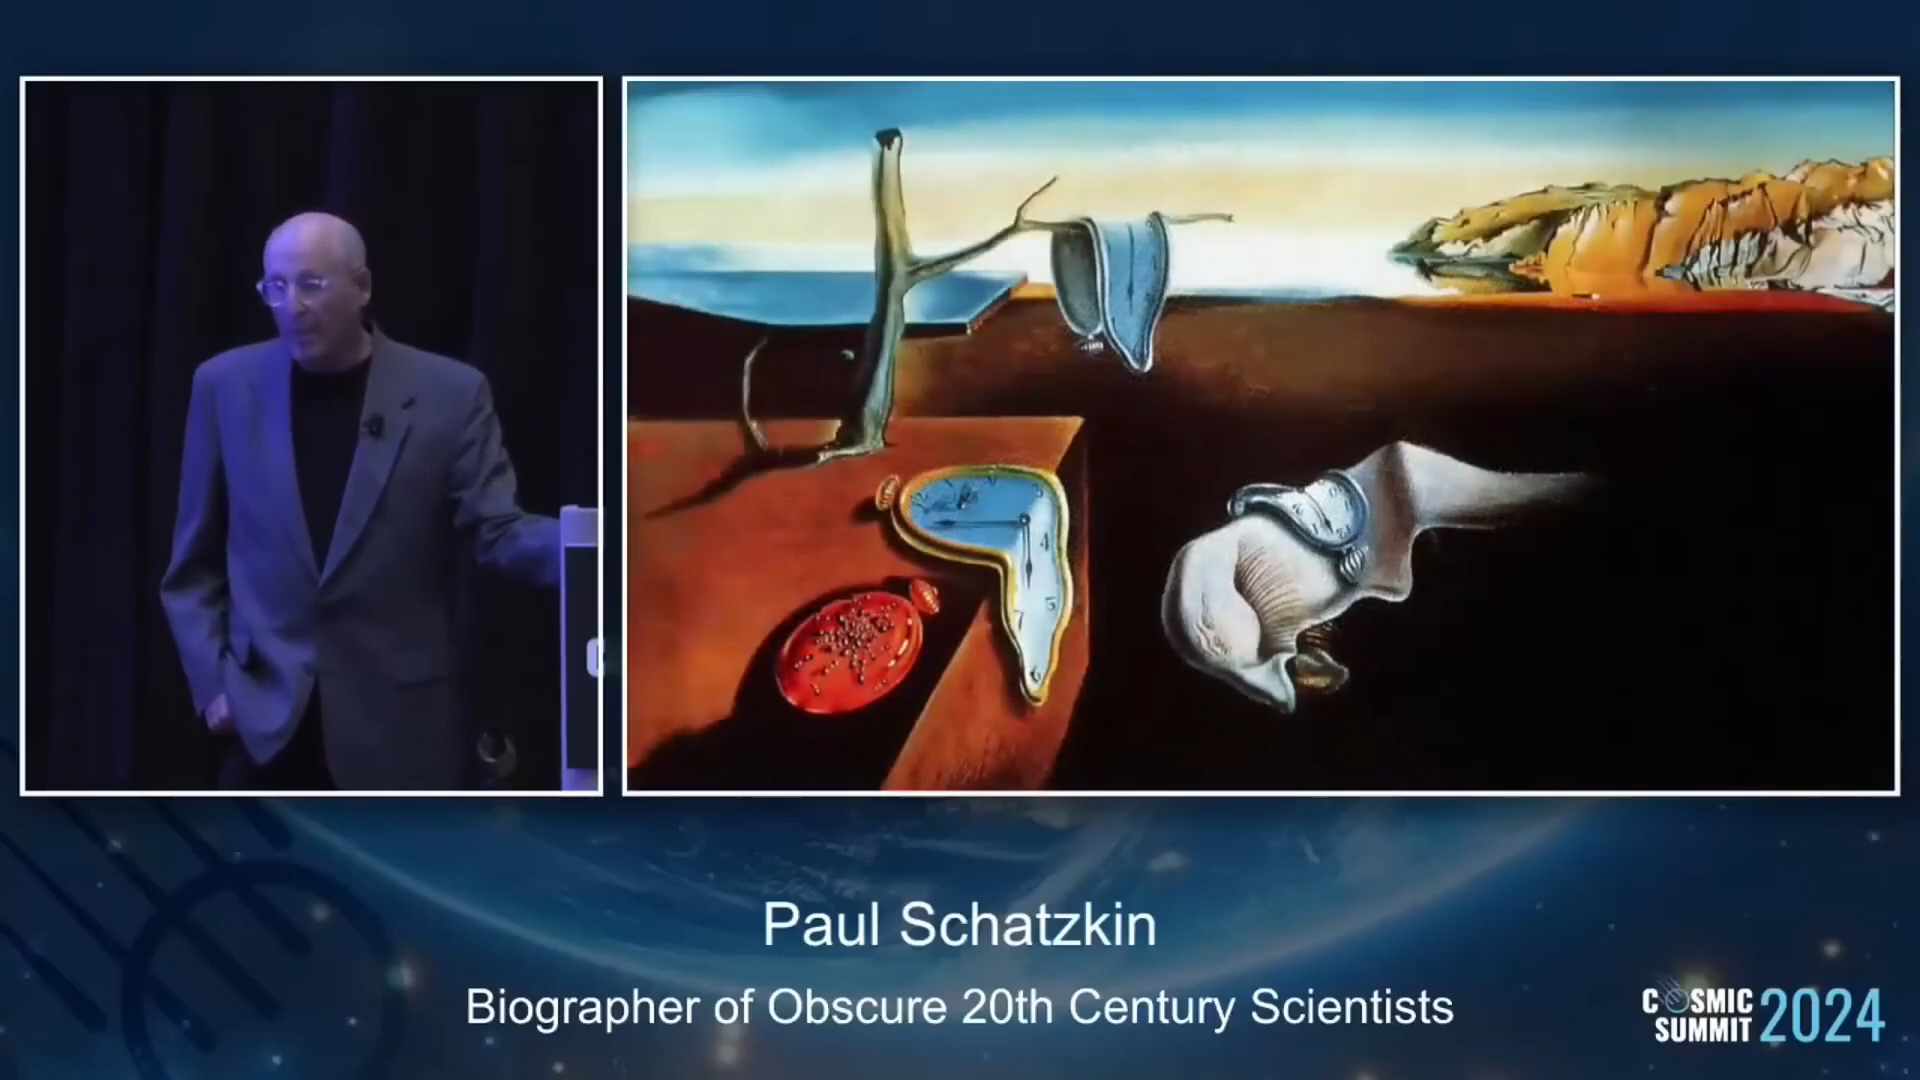 Paul Schatzkin
Biographer of Obscure 20th Century Scientists
COSMIC
SUMMIT 2024